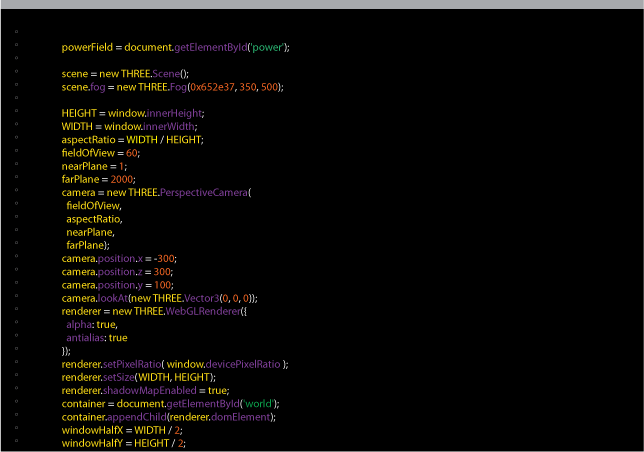 powerField = document.getElementById('power');
scene = new THREE.Scene();
scene.fog = new THREE.Fog(0x652e37, 350, 500);
HEIGHT = window.innerHeight;
WIDTH = window.innerWidth;
aspectRatio = WIDTH / HEIGHT;
fieldOfView = 60;
nearPlane = 1;
farPlane = 2000;
camera = new THREE.PerspectiveCamera(
fieldOfView,
aspectRatio,
nearPlane,
farPlane);
camera.position.x = -300;
camera.position.z = 300;
camera.position.y = 100;
camera.lookAt(new THREE.Vector3(0, 0, 0));
renderer = new THREE.WebGLRenderer({
alpha: true,
antialias: true
});
renderer.setPixelRatio( window.devicePixelRatio );
renderer.setSize(WIDTH, HEIGHT);
renderer.shadowMapEnabled = true;
container = document.getElementById('world');
container.appendChild(renderer.domElement);
windowHalfX = WIDTH / 2;
windowHalfY = HEIGHT / 2;